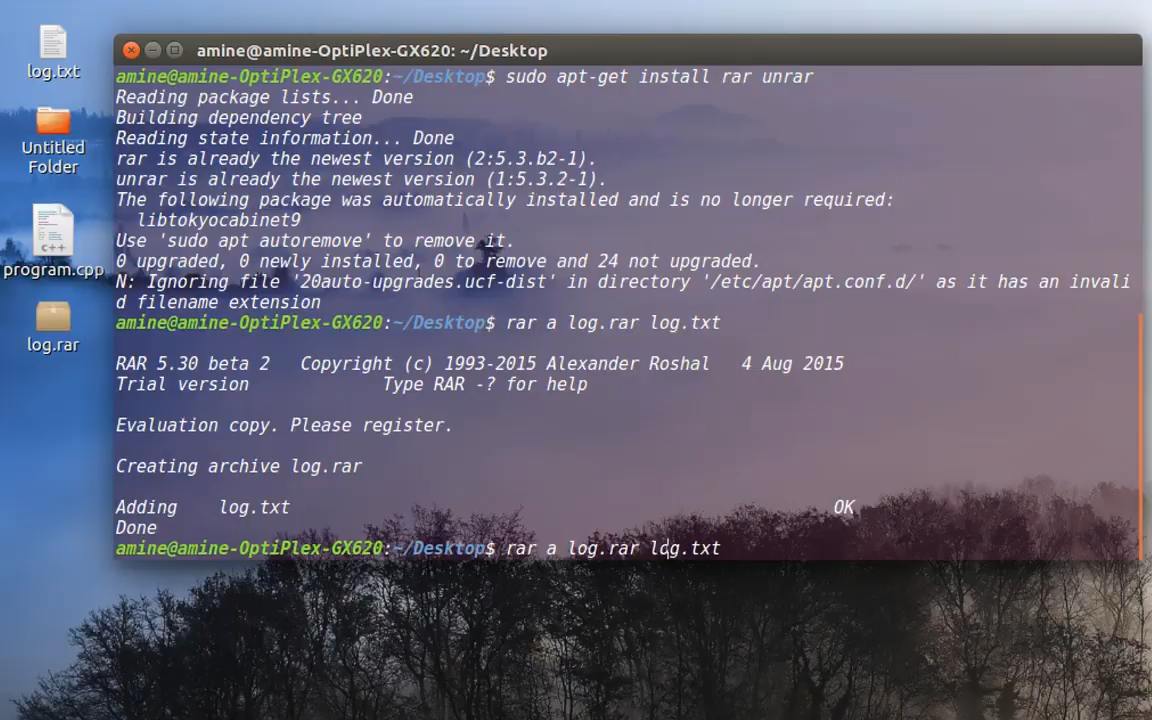 log.txt
Untitled
Folder
C++
program.cpp
log.rar
amine@amine-OptiPlex-GX620: ~/Desktop
amine@amine-OptiPlex-GX620:~/Desktop$ sudo apt-get install rar unrar
Reading package lists... Done
Building dependency tree
Reading state information... Done
rar is already the newest version (2:5.3.b2-1).
unrar is already the newest version (1:5.3.2-1).
The following package was automatically installed and is no longer required:
  libtokyocabinet9
Use 'sudo apt autoremove' to remove it.
0 upgraded, 0 newly installed, 0 to remove and 24 not upgraded.
N: Ignoring file '20auto-upgrades.ucf-dist' in directory '/etc/apt/apt.conf.d/' as it has an invali
d filename extension
amine@amine-OptiPlex-GX620:~/Desktop$ rar a log.rar log.txt
RAR 5.30 beta 2   Copyright (c) 1993-2015 Alexander Roshal   4 Aug 2015
Trial version             Type RAR -? for help
Evaluation copy. Please register.
Creating archive log.rar
Adding    log.txt                                                     OK
Done
amine@amine-OptiPlex-GX620:~/Desktop$ rar a log.rar log.txt